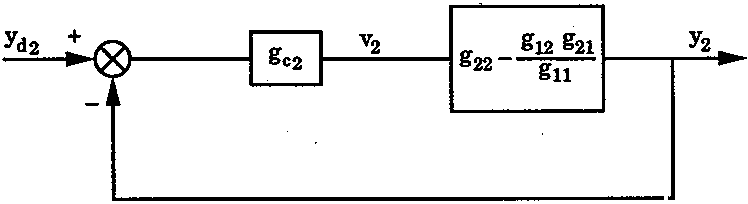 y_d2 + − g_c2 v_2 g_22 − (g_12 g_21)/g_11 y_2